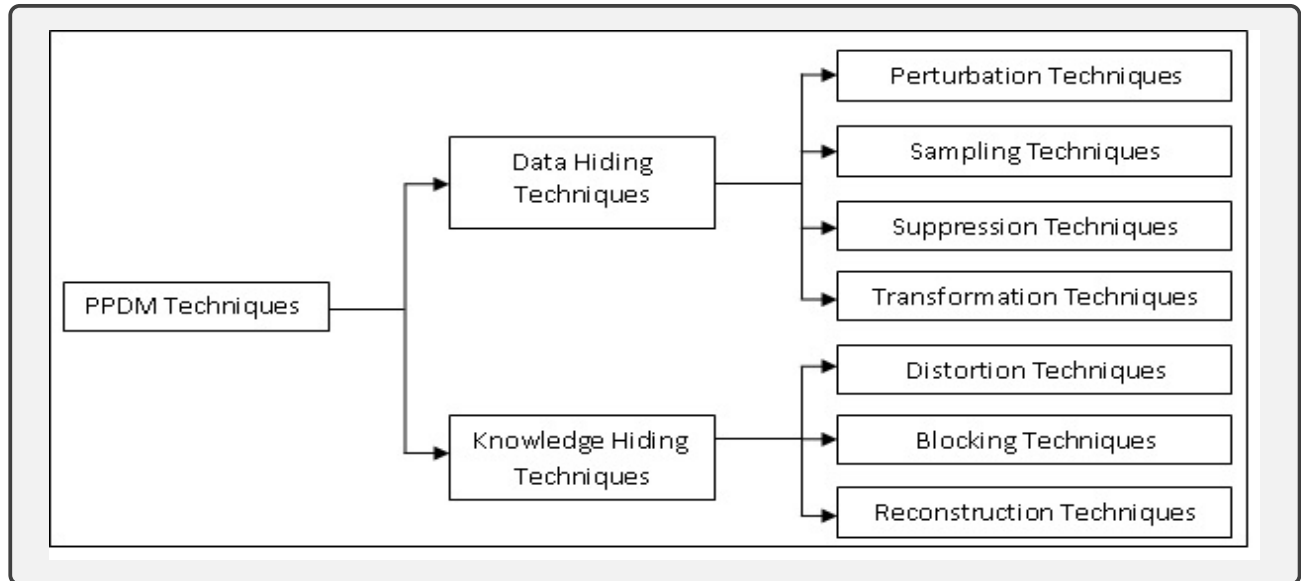 PPDM Techniques
Data Hiding
Techniques
Knowledge Hiding
Techniques
Perturbation Techniques
Sampling Techniques
Suppression Techniques
Transformation Techniques
Distortion Techniques
Blocking Techniques
Reconstruction Techniques